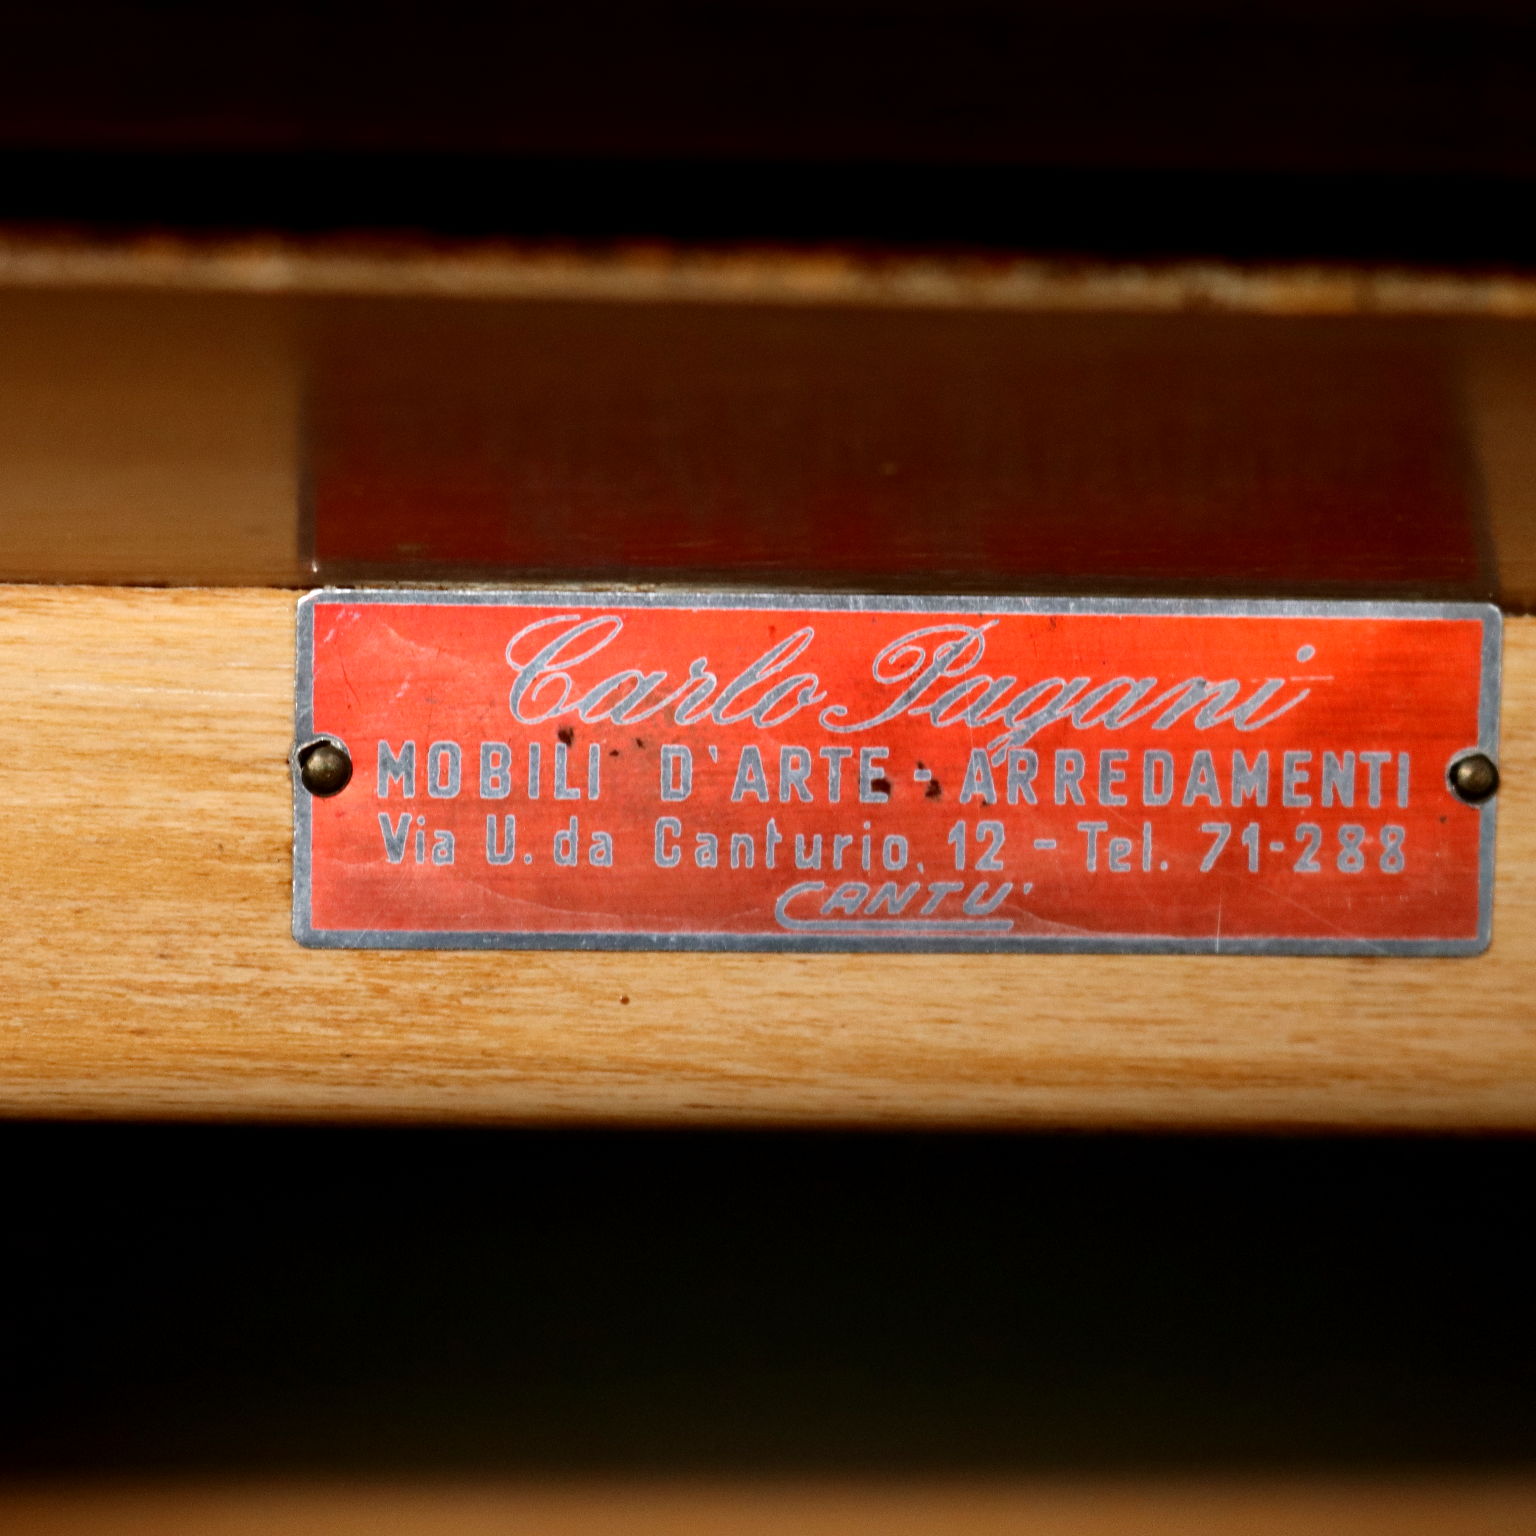 Carlo Pagani
MOBILI D'ARTE - ARREDAMENTI
Via U. da Canturio, 12 - Tel. 71-288
CANTU'